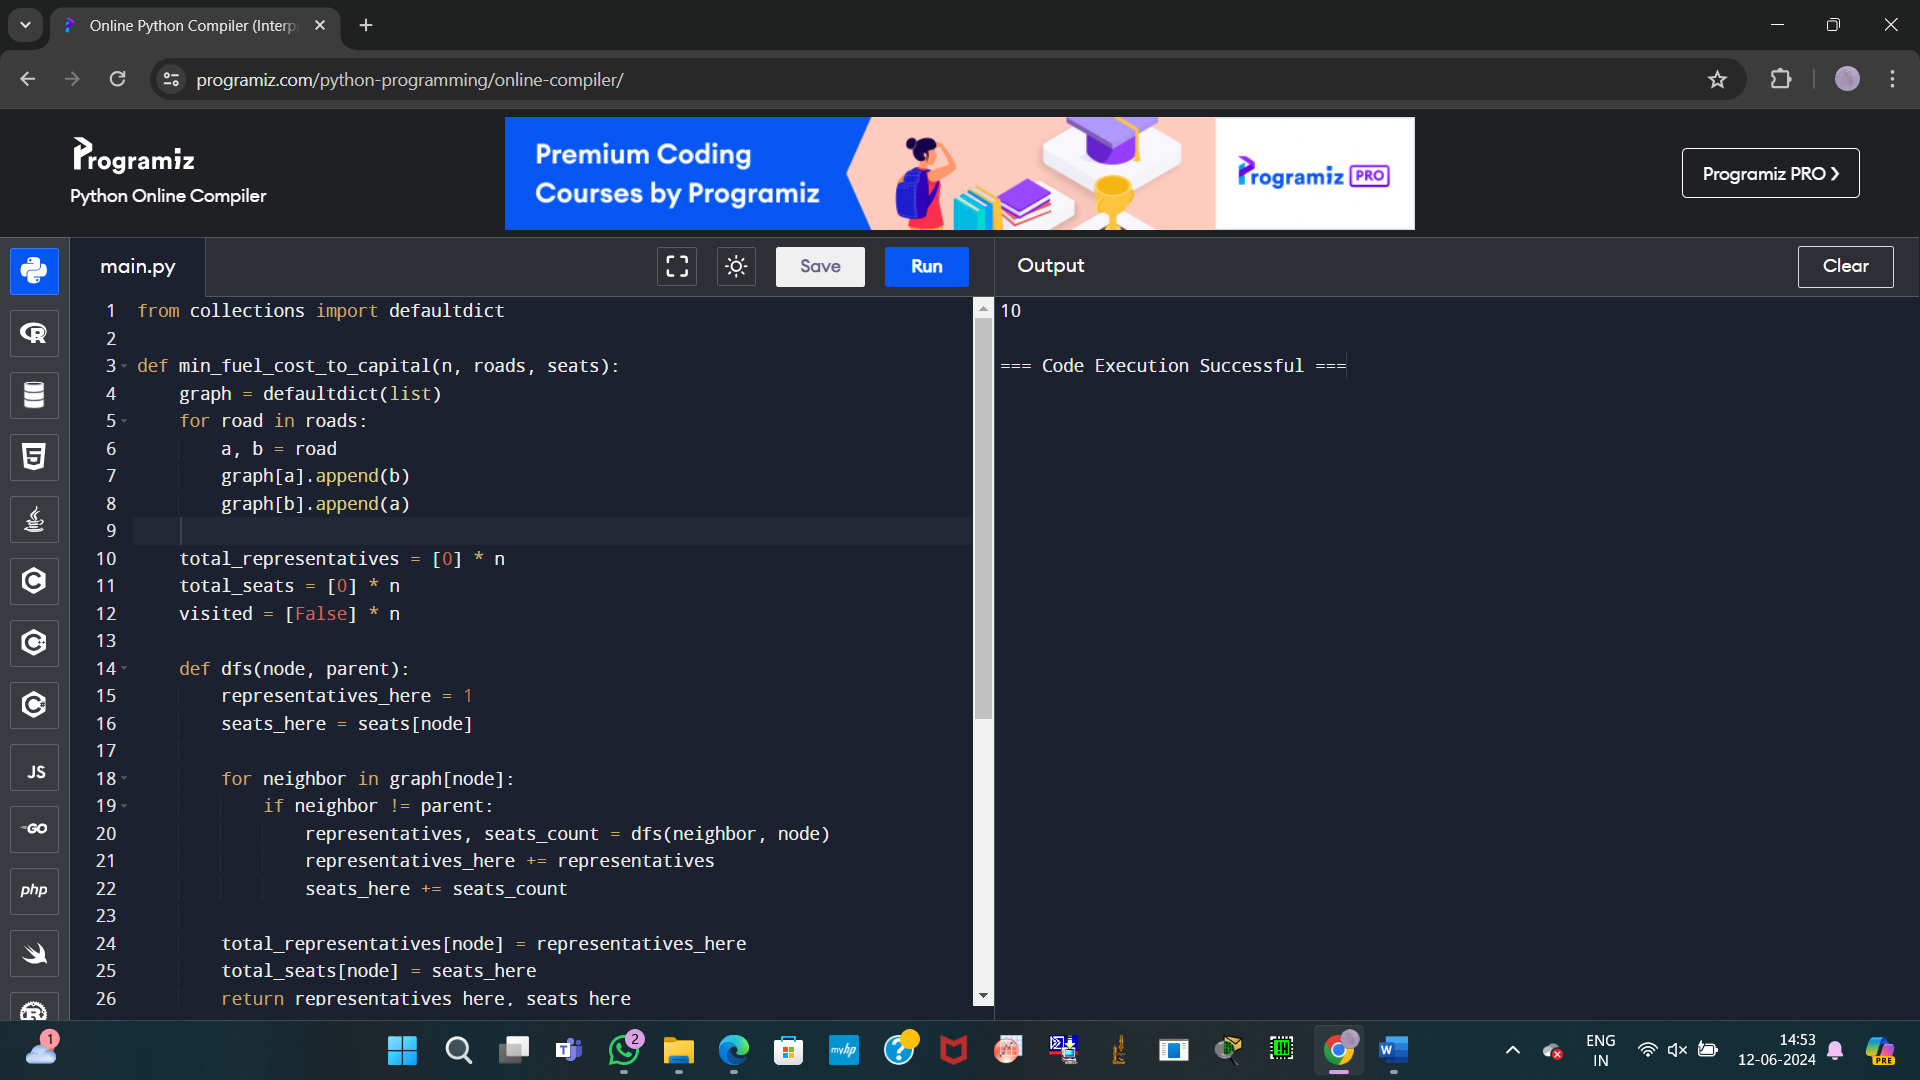 Online Python Compiler (Interp
programiz.com/python-programming/online-compiler/
Programiz
Python Online Compiler
Premium Coding
Courses by Programiz
Programiz PRO
Programiz PRO ❯
main.py
Save
Run
Output
Clear
1 from collections import defaultdict
2
3 def min_fuel_cost_to_capital(n, roads, seats):
4     graph = defaultdict(list)
5     for road in roads:
6         a, b = road
7         graph[a].append(b)
8         graph[b].append(a)
9
10     total_representatives = [0] * n
11     total_seats = [0] * n
12     visited = [False] * n
13
14     def dfs(node, parent):
15         representatives_here = 1
16         seats_here = seats[node]
17
18         for neighbor in graph[node]:
19             if neighbor != parent:
20                 representatives, seats_count = dfs(neighbor, node)
21                 representatives_here += representatives
22                 seats_here += seats_count
23
24         total_representatives[node] = representatives_here
25         total_seats[node] = seats_here
26         return representatives_here, seats_here
10
=== Code Execution Successful ===
R
5
C
C
C
JS
GO
php
R
1
T
2
myhp
?
W
ENG
IN
14:53
12-06-2024
PRE